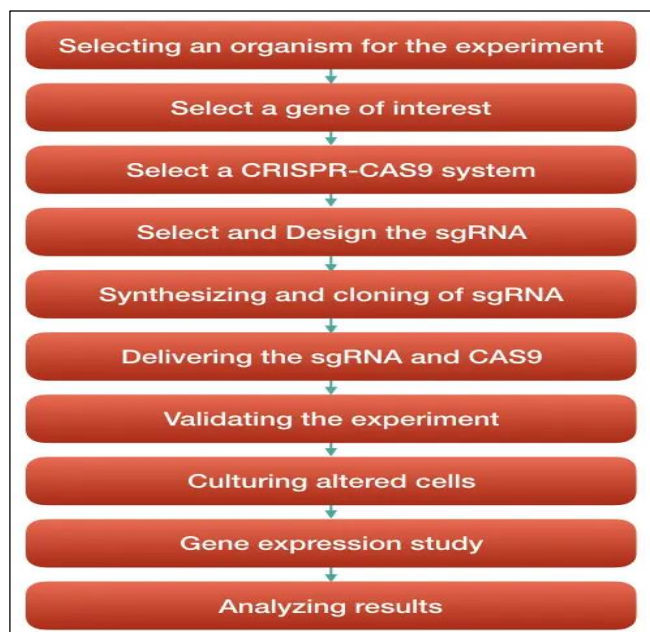 Selecting an organism for the experiment
Select a gene of interest
Select a CRISPR-CAS9 system
Select and Design the sgRNA
Synthesizing and cloning of sgRNA
Delivering the sgRNA and CAS9
Validating the experiment
Culturing altered cells
Gene expression study
Analyzing results